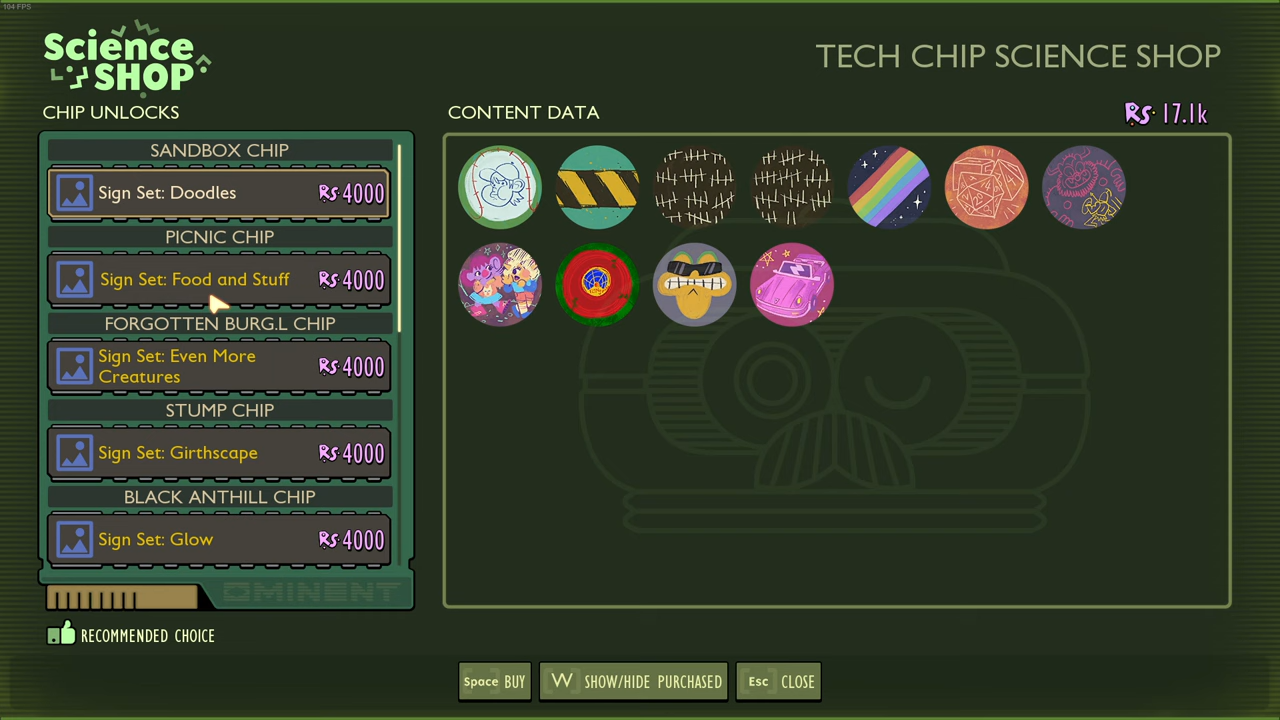 104 FPS
Science
SHOP
TECH CHIP SCIENCE SHOP
CHIP UNLOCKS
CONTENT DATA
RS 17.1k
SANDBOX CHIP
Sign Set: Doodles RS 4000
PICNIC CHIP
Sign Set: Food and Stuff RS 4000
FORGOTTEN BURG.L CHIP
Sign Set: Even More
Creatures RS 4000
STUMP CHIP
Sign Set: Girthscape RS 4000
BLACK ANTHILL CHIP
Sign Set: Glow RS 4000
OMINENT
RECOMMENDED CHOICE
Space BUY
W SHOW/HIDE PURCHASED
Esc CLOSE